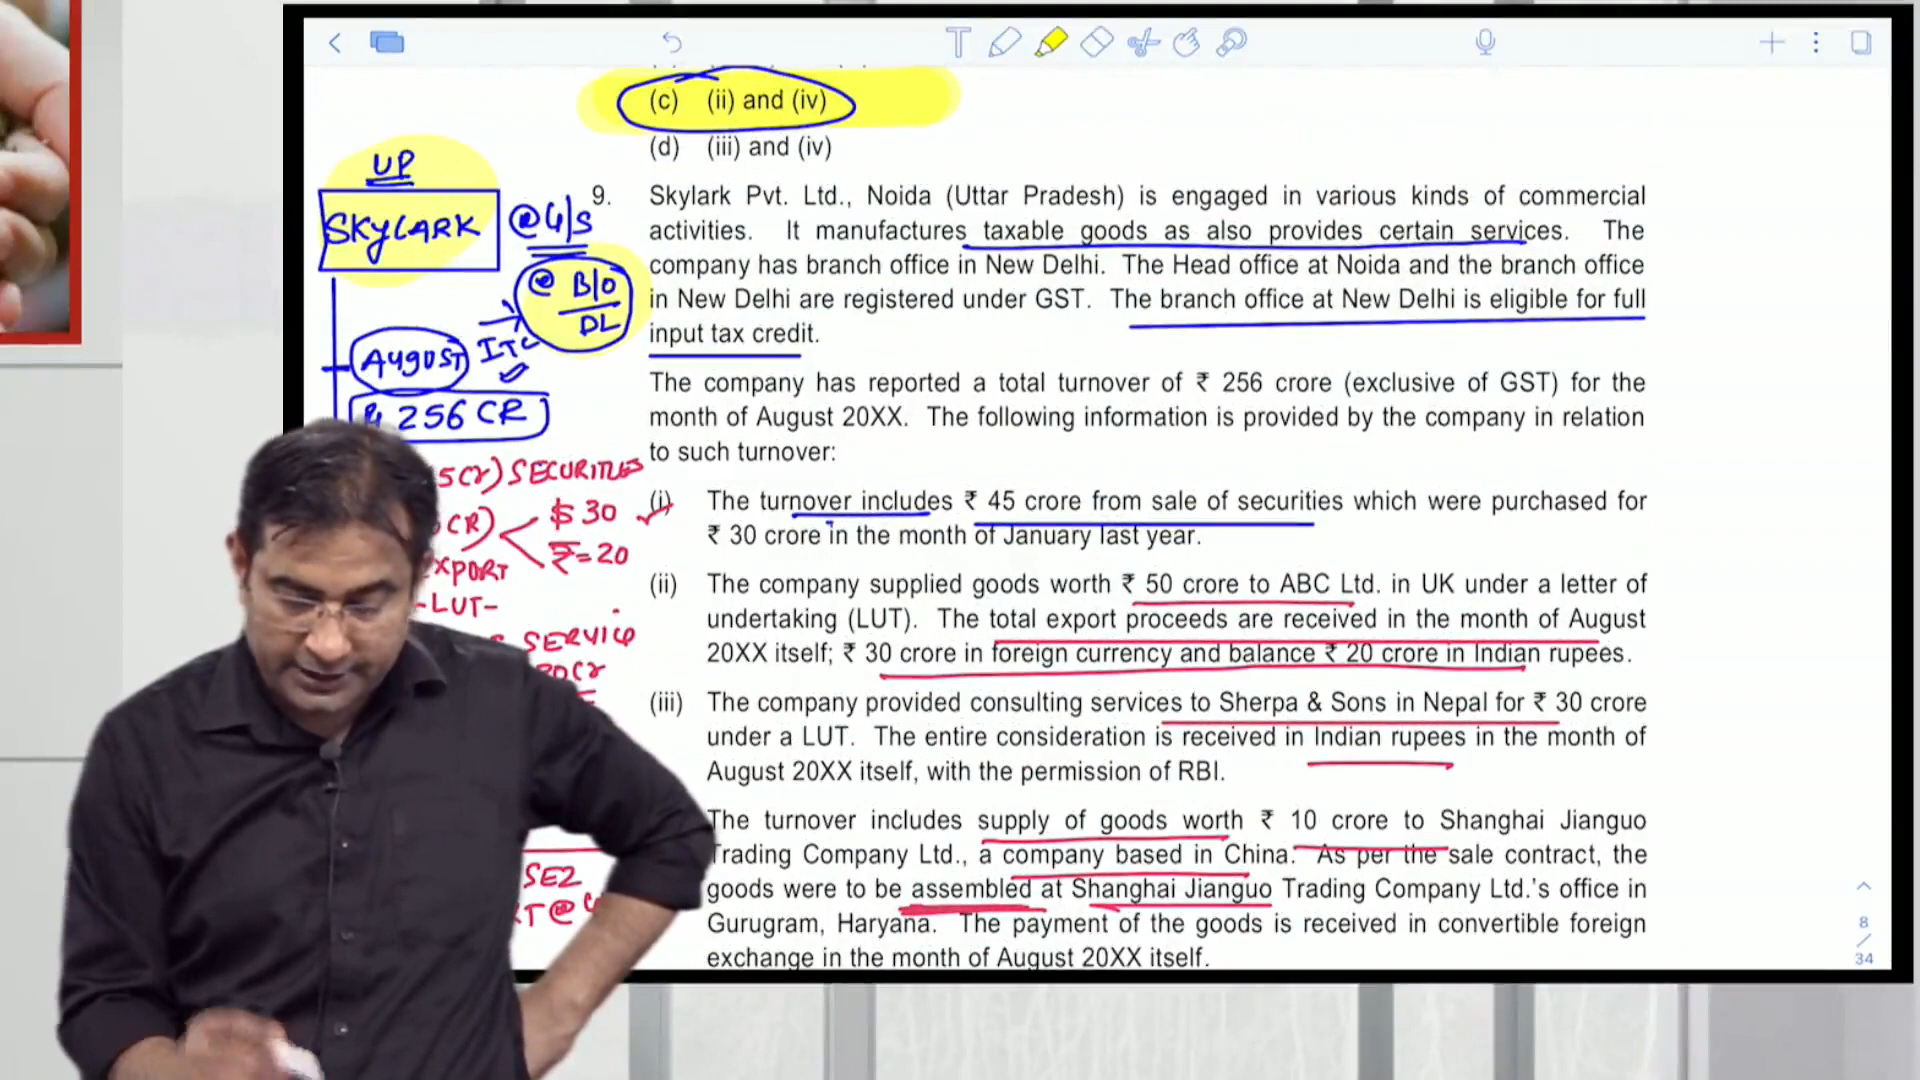 (c) (ii) and (iv)
(d) (iii) and (iv)
UP
SKYLARK
@ G/S
@ B/O
DL
AUGUST
ITC
256 CR
5Cr) SECURITIES
CR)
$ 30
₹=20
XPORT
-LUT-
SERVICE
SEZ
9. Skylark Pvt. Ltd., Noida (Uttar Pradesh) is engaged in various kinds of commercial
activities. It manufactures taxable goods as also provides certain services. The
company has branch office in New Delhi. The Head office at Noida and the branch office
in New Delhi are registered under GST. The branch office at New Delhi is eligible for full
input tax credit.
The company has reported a total turnover of ₹ 256 crore (exclusive of GST) for the
month of August 20XX. The following information is provided by the company in relation
to such turnover:
(i) The turnover includes ₹ 45 crore from sale of securities which were purchased for
₹ 30 crore in the month of January last year.
(ii) The company supplied goods worth ₹ 50 crore to ABC Ltd. in UK under a letter of
undertaking (LUT). The total export proceeds are received in the month of August
20XX itself; ₹ 30 crore in foreign currency and balance ₹ 20 crore in Indian rupees.
(iii) The company provided consulting services to Sherpa & Sons in Nepal for ₹ 30 crore
under a LUT. The entire consideration is received in Indian rupees in the month of
August 20XX itself, with the permission of RBI.
The turnover includes supply of goods worth ₹ 10 crore to Shanghai Jianguo
Trading Company Ltd., a company based in China. As per the sale contract, the
goods were to be assembled at Shanghai Jianguo Trading Company Ltd.'s office in
Gurugram, Haryana. The payment of the goods is received in convertible foreign
exchange in the month of August 20XX itself.
8
/
34